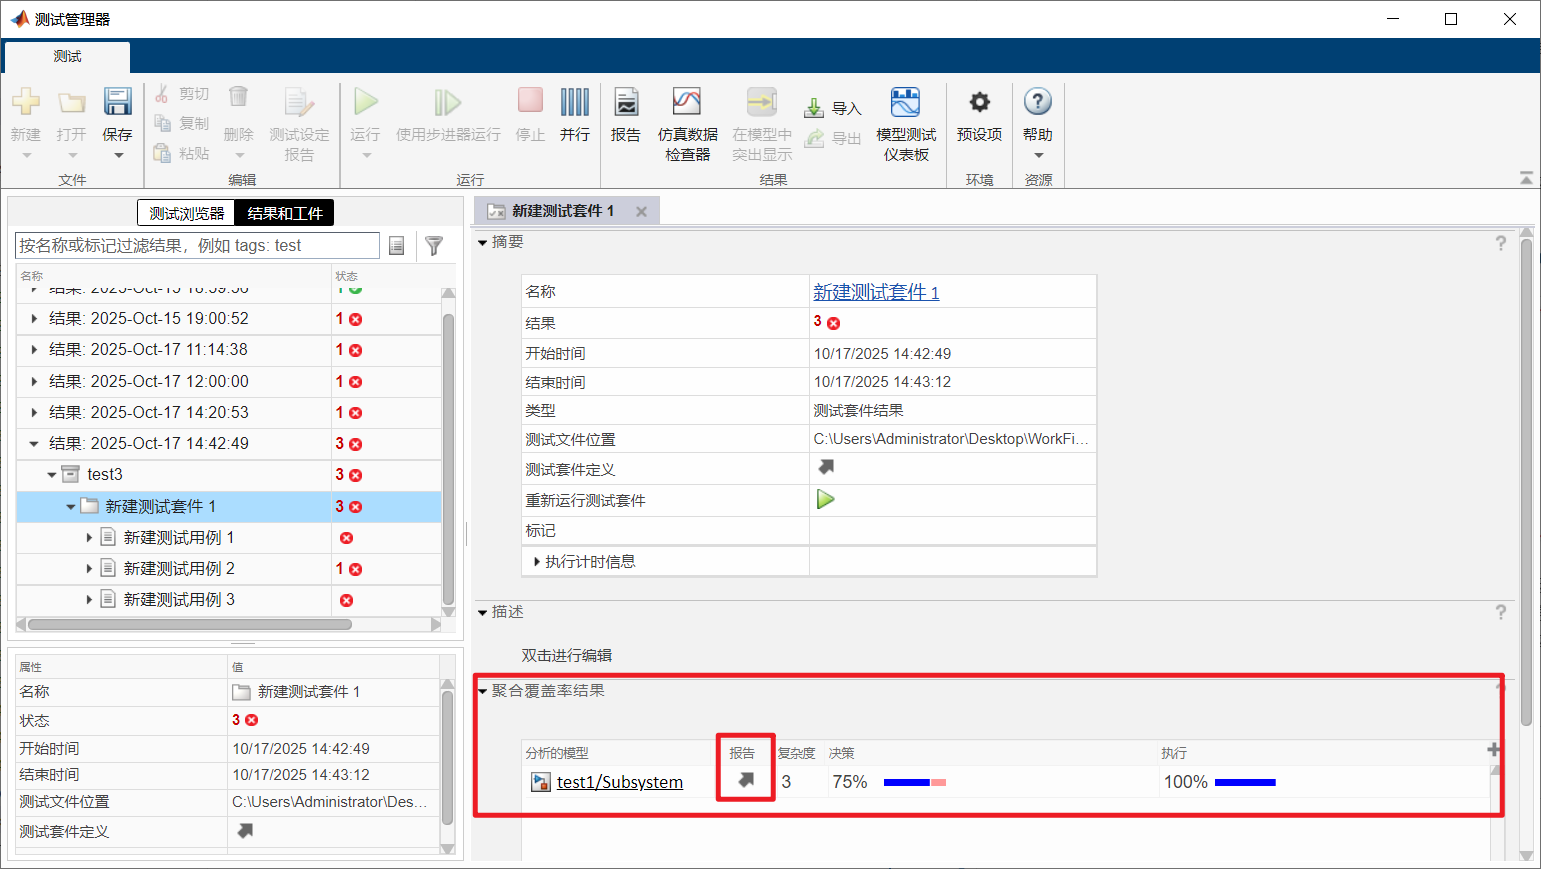 测试管理器
测试
新建
打开
保存
文件
剪切
复制
粘贴
删除
测试设定
报告
编辑
运行
使用步进器运行
停止
并行
运行
报告
仿真数据
检查器
在模型中
突出显示
导入
导出
模型测试
仪表板
结果
预设项
环境
帮助
资源
测试浏览器 结果和工件
按名称或标记过滤结果，例如 tags: test
名称 状态
结果: 2025-Oct-15 19:00:52 1
结果: 2025-Oct-17 11:14:38 1
结果: 2025-Oct-17 12:00:00 1
结果: 2025-Oct-17 14:20:53 1
结果: 2025-Oct-17 14:42:49 3
test3 3
新建测试套件 1 3
新建测试用例 1
新建测试用例 2 1
新建测试用例 3
属性 值
名称 新建测试套件 1
状态 3
开始时间 10/17/2025 14:42:49
结束时间 10/17/2025 14:43:12
测试文件位置 C:\Users\Administrator\Des...
测试套件定义
新建测试套件 1
摘要
名称 新建测试套件 1
结果 3
开始时间 10/17/2025 14:42:49
结束时间 10/17/2025 14:43:12
类型 测试套件结果
测试文件位置 C:\Users\Administrator\Desktop\WorkFi...
测试套件定义
重新运行测试套件
标记
执行计时信息
描述
双击进行编辑
聚合覆盖率结果
分析的模型 报告 复杂度 决策 执行
test1/Subsystem 3 75% 100%